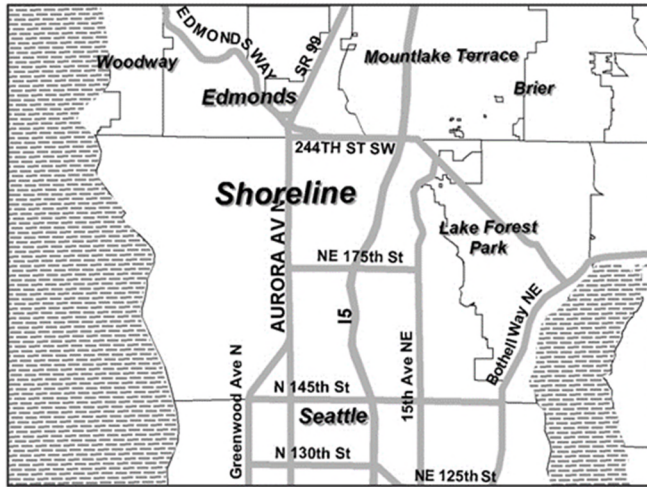 EDMONDS WAY
SR 99
Woodway
Mountlake Terrace
Edmonds
Brier
244TH ST SW
Shoreline
AURORA AV N
Lake Forest
Park
NE 175th St
I5
Bothell Way NE
15th Ave NE
Greenwood Ave N
N 145th St
Seattle
N 130th St
NE 125th St